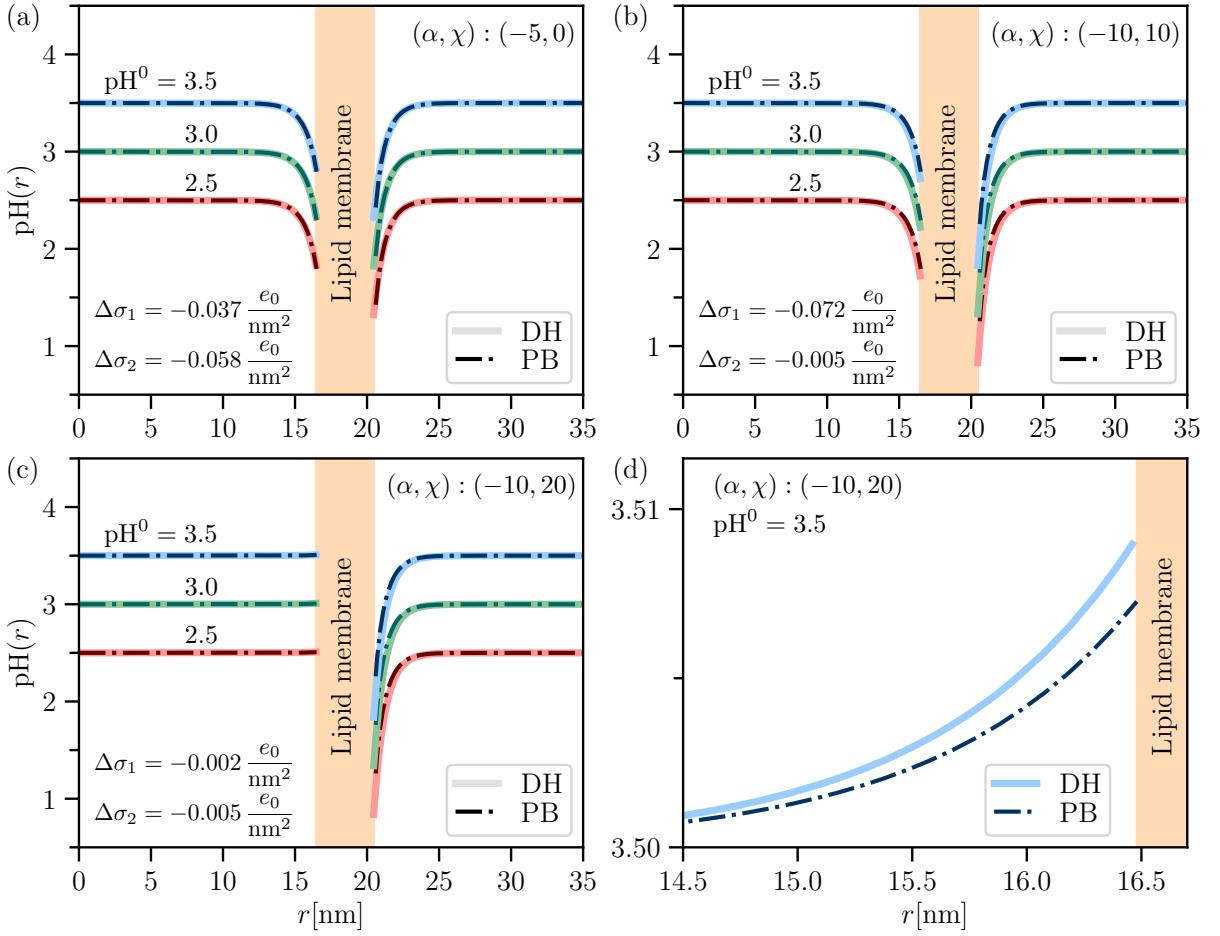 (a)
(α, χ) : (−5, 0)
pH⁰ = 3.5
3.0
2.5
Lipid membrane
Δσ₁ = −0.037 e₀/nm²
Δσ₂ = −0.058 e₀/nm²
DH
PB
pH(r)
4
3
2
1
0 5 10 15 20 25 30 35
(b)
(α, χ) : (−10, 10)
pH⁰ = 3.5
3.0
2.5
Lipid membrane
Δσ₁ = −0.072 e₀/nm²
Δσ₂ = −0.005 e₀/nm²
DH
PB
4
3
2
1
0 5 10 15 20 25 30 35
(c)
(α, χ) : (−10, 20)
pH⁰ = 3.5
3.0
2.5
Lipid membrane
Δσ₁ = −0.002 e₀/nm²
Δσ₂ = −0.005 e₀/nm²
DH
PB
pH(r)
4
3
2
1
0 5 10 15 20 25 30 35
r[nm]
(d)
(α, χ) : (−10, 20)
pH⁰ = 3.5
Lipid membrane
DH
PB
3.51
3.50
14.5 15.0 15.5 16.0 16.5
r[nm]